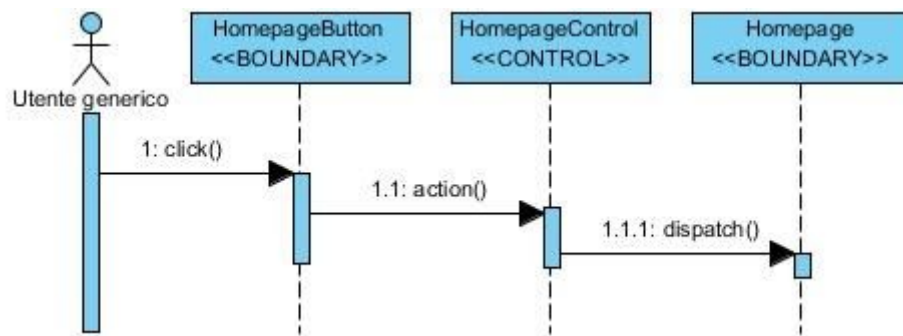 HomepageButton
<<BOUNDARY>>
HomepageControl
<<CONTROL>>
Homepage
<<BOUNDARY>>
Utente generico
1: click()
1.1: action()
1.1.1: dispatch()